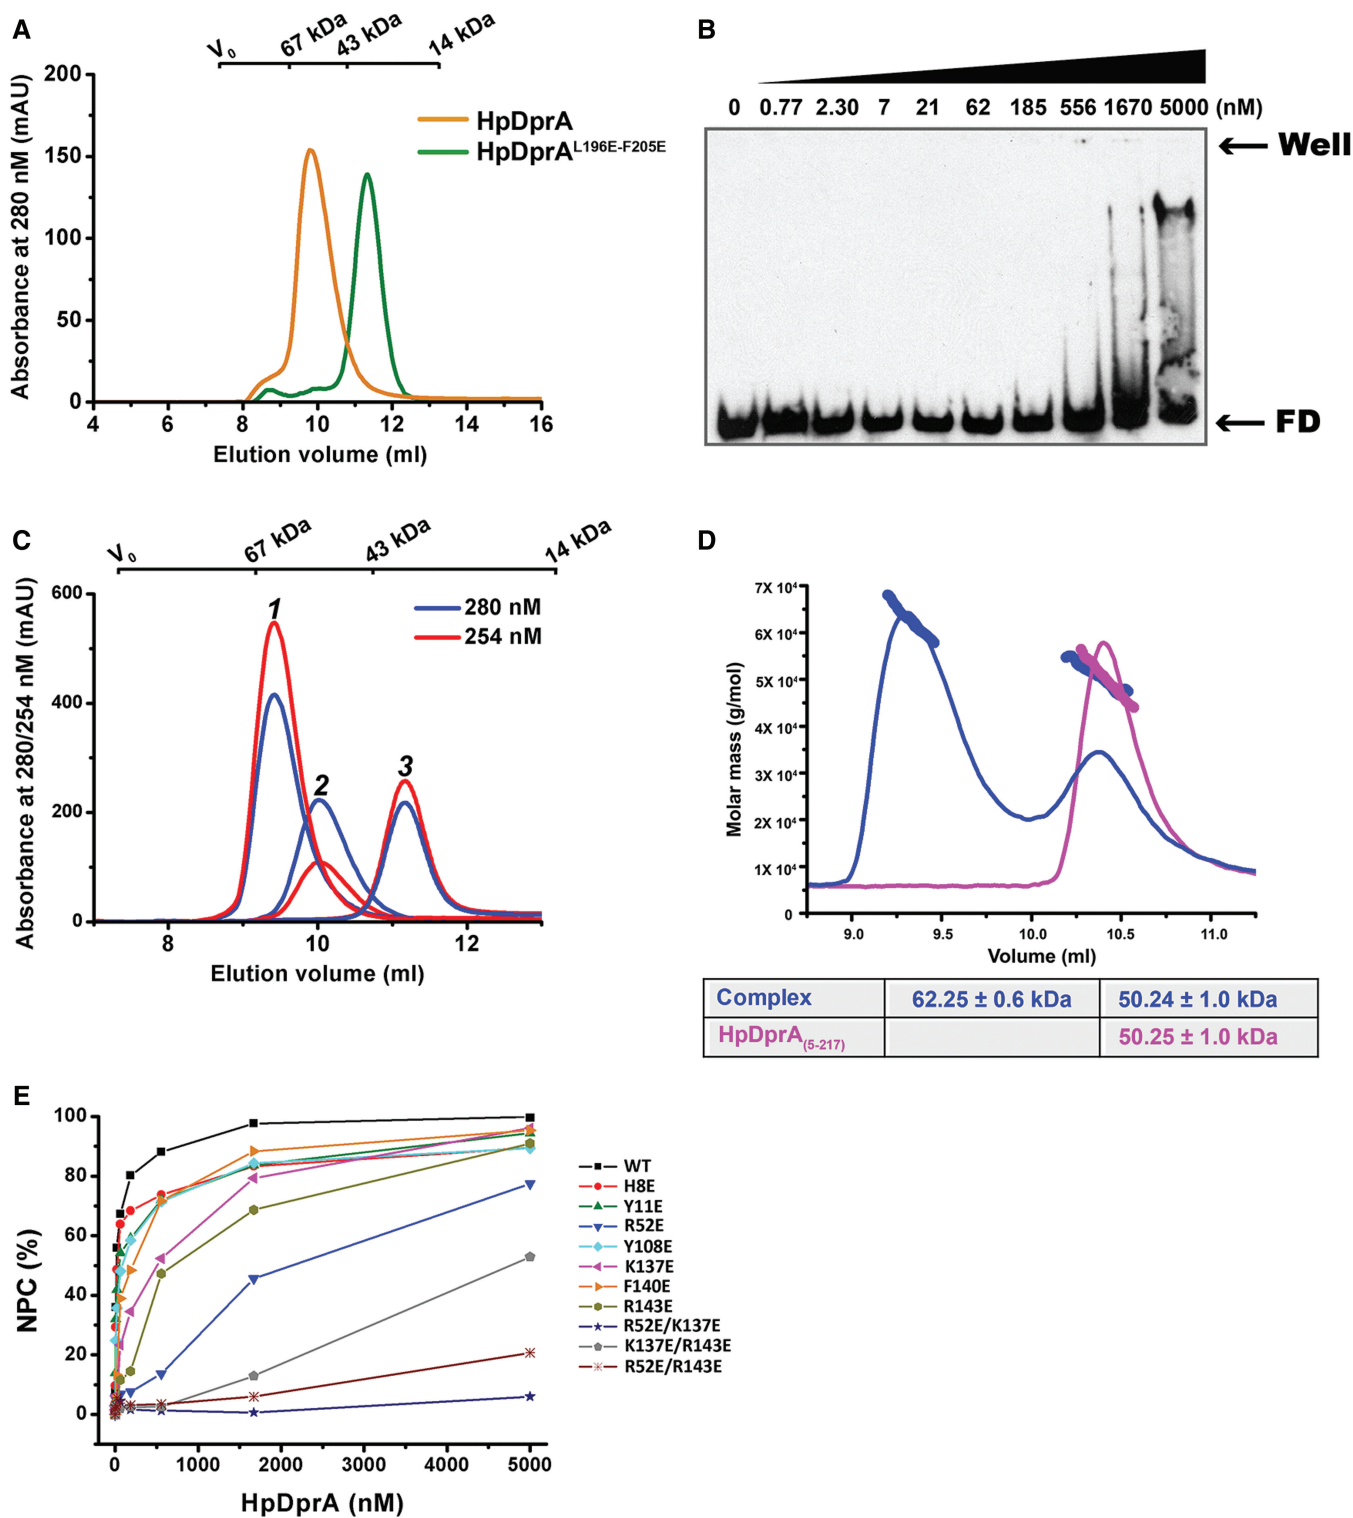 A
V0 67 kDa 43 kDa 14 kDa
Absorbance at 280 nM (mAU)
200
150
100
50
0
4 6 8 10 12 14 16
Elution volume (ml)
HpDprA
HpDprA L196E-F205E
B
0 0.77 2.30 7 21 62 185 556 1670 5000 (nM)
Well
FD
C
V0 67 kDa 43 kDa 14 kDa
Absorbance at 280/254 nM (mAU)
600
400
200
0
8 10 12
Elution volume (ml)
1
2
3
280 nM
254 nM
D
Molar mass (g/mol)
7X 10⁴
6X 10⁴
5X 10⁴
4X 10⁴
3X 10⁴
2X 10⁴
1X 10⁴
0
9.0 9.5 10.0 10.5 11.0
Volume (ml)
Complex 62.25 ± 0.6 kDa 50.24 ± 1.0 kDa
HpDprA(5-217) 50.25 ± 1.0 kDa
E
NPC (%)
100
80
60
40
20
0
0 1000 2000 3000 4000 5000
HpDprA (nM)
WT
H8E
Y11E
R52E
Y108E
K137E
F140E
R143E
R52E/K137E
K137E/R143E
R52E/R143E